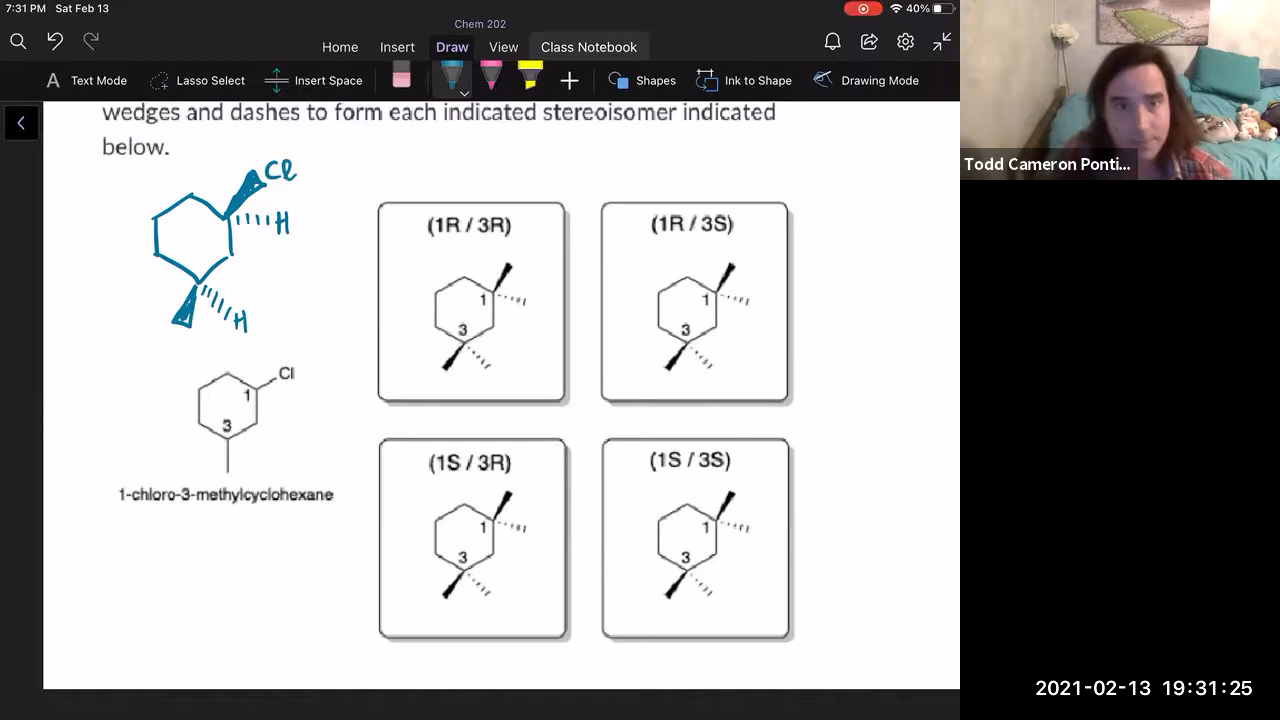 7:31 PM Sat Feb 13
40%
Chem 202
Home Insert Draw View Class Notebook
Text Mode Lasso Select Insert Space Shapes Ink to Shape Drawing Mode
wedges and dashes to form each indicated stereoisomer indicated
below.
Cl
H
H
Cl
1
3
1-chloro-3-methylcyclohexane
(1R / 3R)
1
3
(1R / 3S)
1
3
(1S / 3R)
1
3
(1S / 3S)
1
3
Todd Cameron Ponti...
2021-02-13 19:31:25